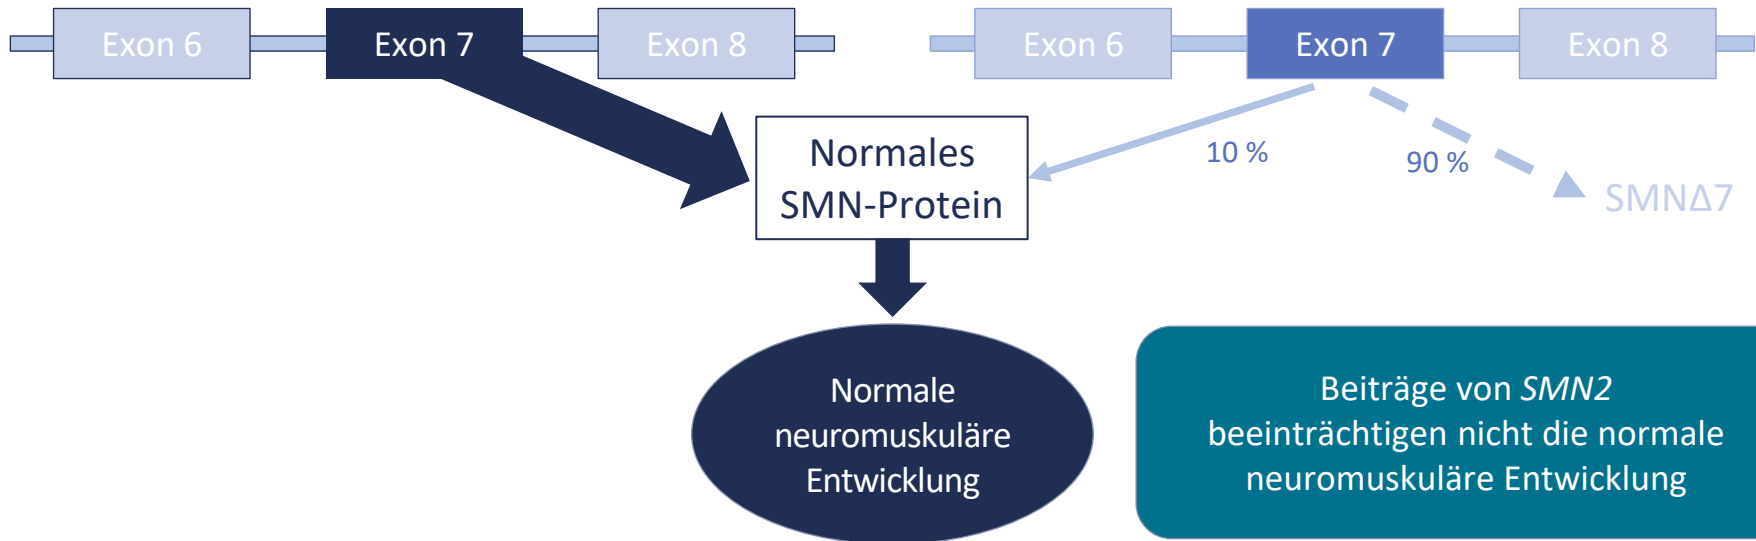 Exon 6
Exon 7
Exon 8
Exon 6
Exon 7
Exon 8
Normales
SMN-Protein
10 %
90 %
SMNΔ7
Normale
neuromuskuläre
Entwicklung
Beiträge von SMN2
beeinträchtigen nicht die normale
neuromuskuläre Entwicklung